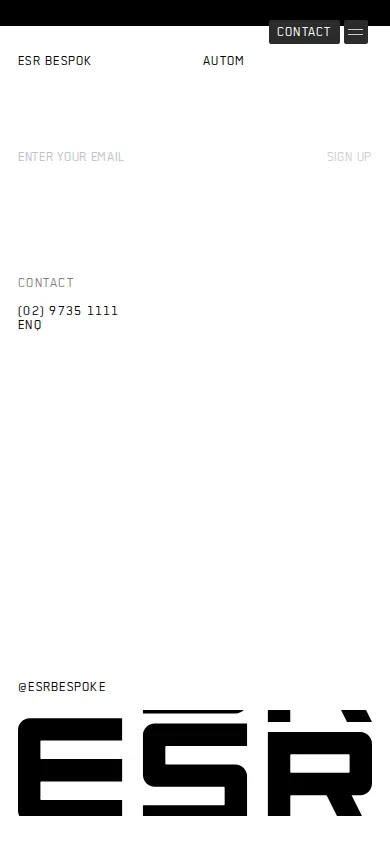 CONTACT
ESR BESPOK
AUTOM
ENTER YOUR EMAIL
SIGN UP
CONTACT
(02) 9735 1111
ENQ
@ESRBESPOKE
ESR